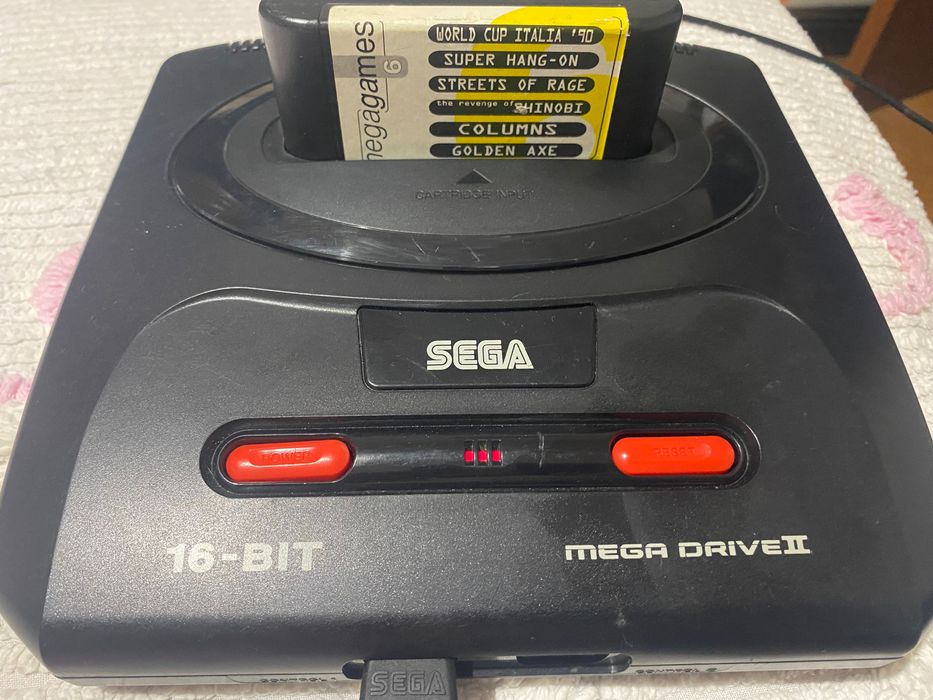 megagames
6
WORLD CUP ITALIA '90
SUPER HANG-ON
STREETS OF RAGE
the revenge of SHINOBI
COLUMNS
GOLDEN AXE
CARTRIDGE INPUT
SEGA
POWER
RESET
16-BIT
MEGA DRIVE II
SEGA